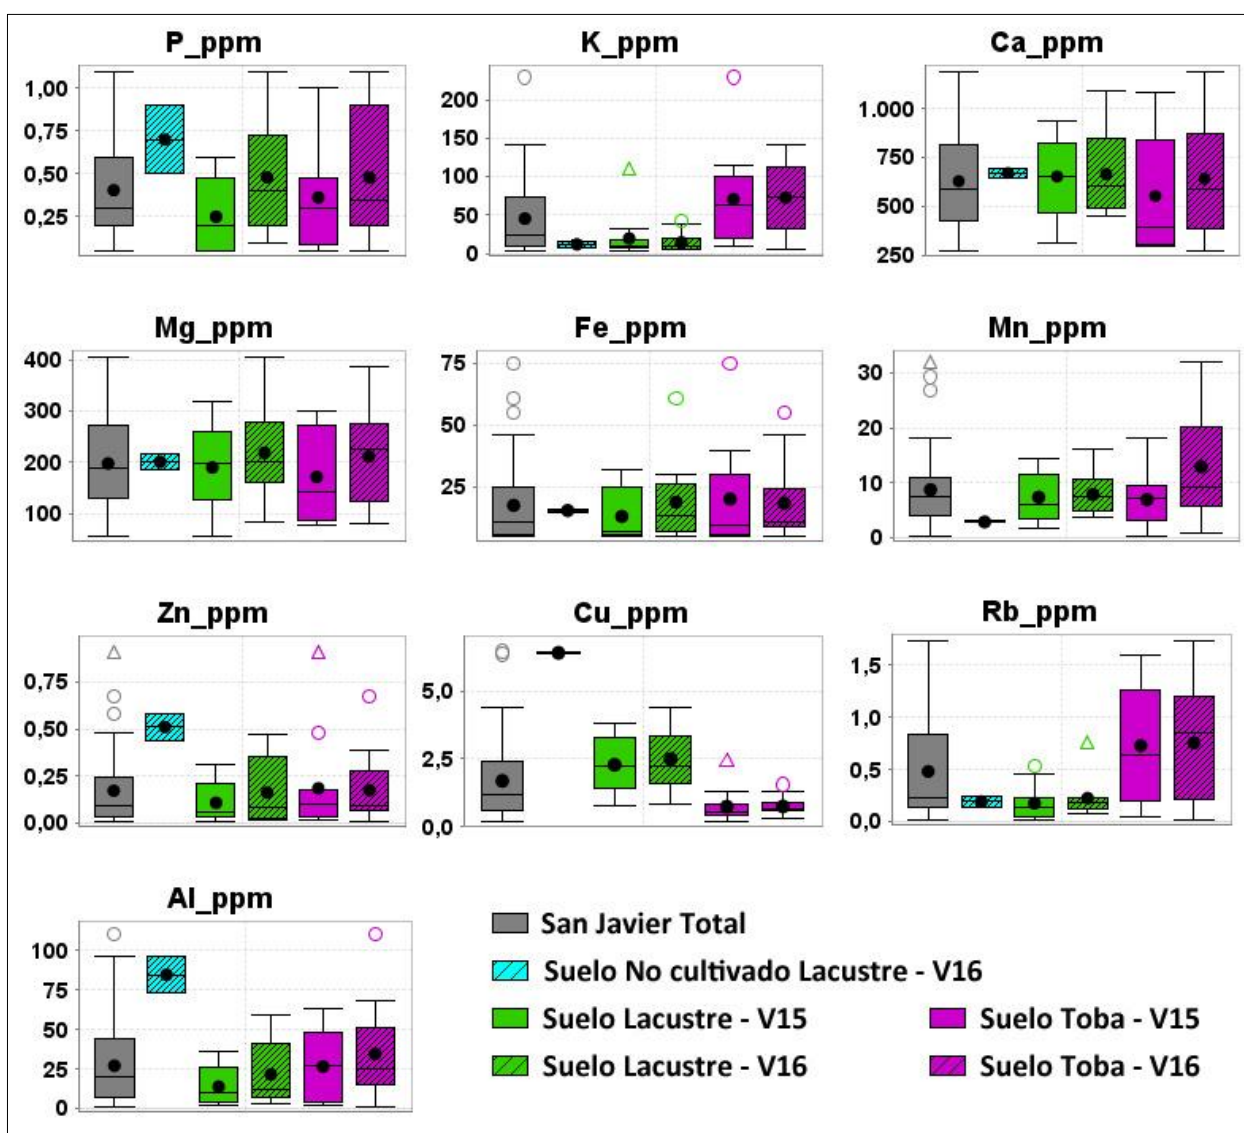 P_ppm
1,00
0,75
0,50
0,25
K_ppm
200
150
100
50
0
Ca_ppm
1.000
750
500
250
Mg_ppm
400
300
200
100
Fe_ppm
75
50
25
Mn_ppm
30
20
10
0
Zn_ppm
0,75
0,50
0,25
0,00
Cu_ppm
5,0
2,5
0,0
Rb_ppm
1,5
1,0
0,5
0,0
Al_ppm
100
75
50
25
0
San Javier Total
Suelo No cultivado Lacustre - V16
Suelo Lacustre - V15
Suelo Toba - V15
Suelo Lacustre - V16
Suelo Toba - V16